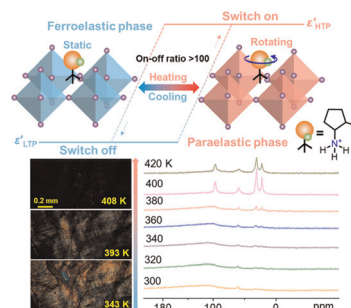 Ferroelastic phase
Switch on
ε′HTP
Static
On-off ratio >100
Rotating
Heating
Cooling
ε′LTP
Switch off
Paraelastic phase
N
H
H
H
+
0.2 mm
408 K
393 K
343 K
420 K
400
380
360
340
320
300
180
100
0
ppm